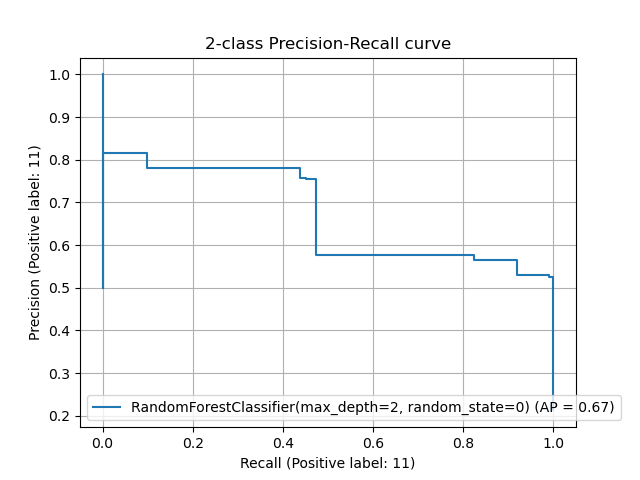 2-class Precision-Recall curve
Precision (Positive label: 11)
1.0
0.9
0.8
0.7
0.6
0.5
0.4
0.3
0.2
RandomForestClassifier(max_depth=2, random_state=0) (AP = 0.67)
0.0 0.2 0.4 0.6 0.8 1.0
Recall (Positive label: 11)